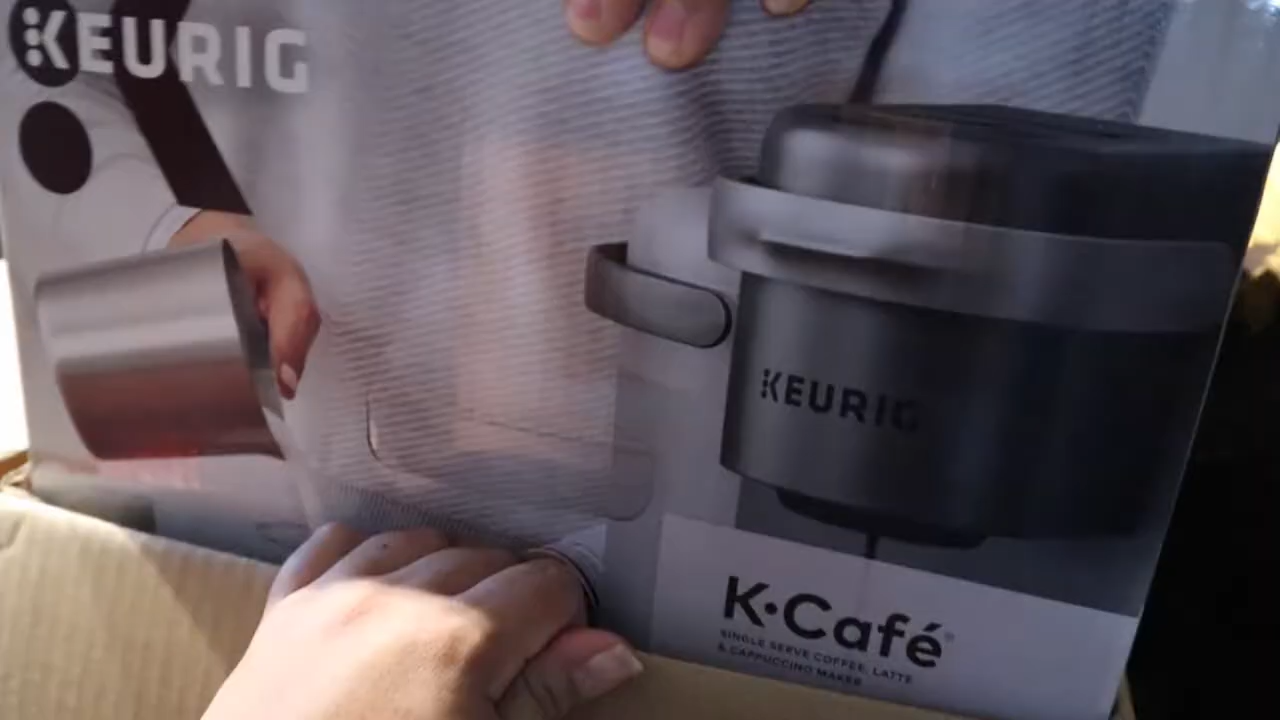 KEURIG
KEURIG
K•Café®
SINGLE SERVE COFFEE, LATTE
& CAPPUCCINO MAKER